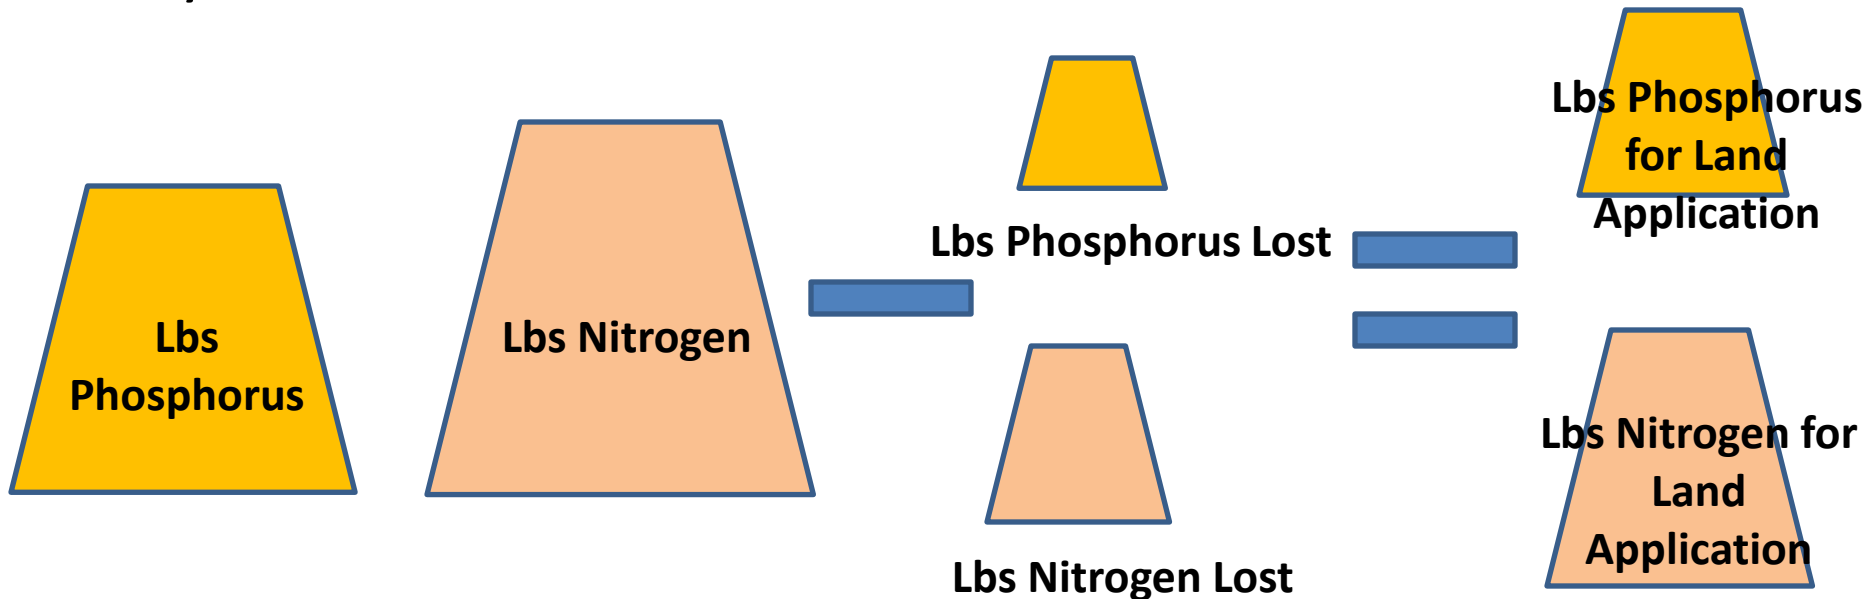 Lbs
Phosphorus
Lbs Nitrogen
Lbs Phosphorus Lost
Lbs Nitrogen Lost
Lbs Phosphorus
for Land
Application
Lbs Nitrogen for
Land
Application